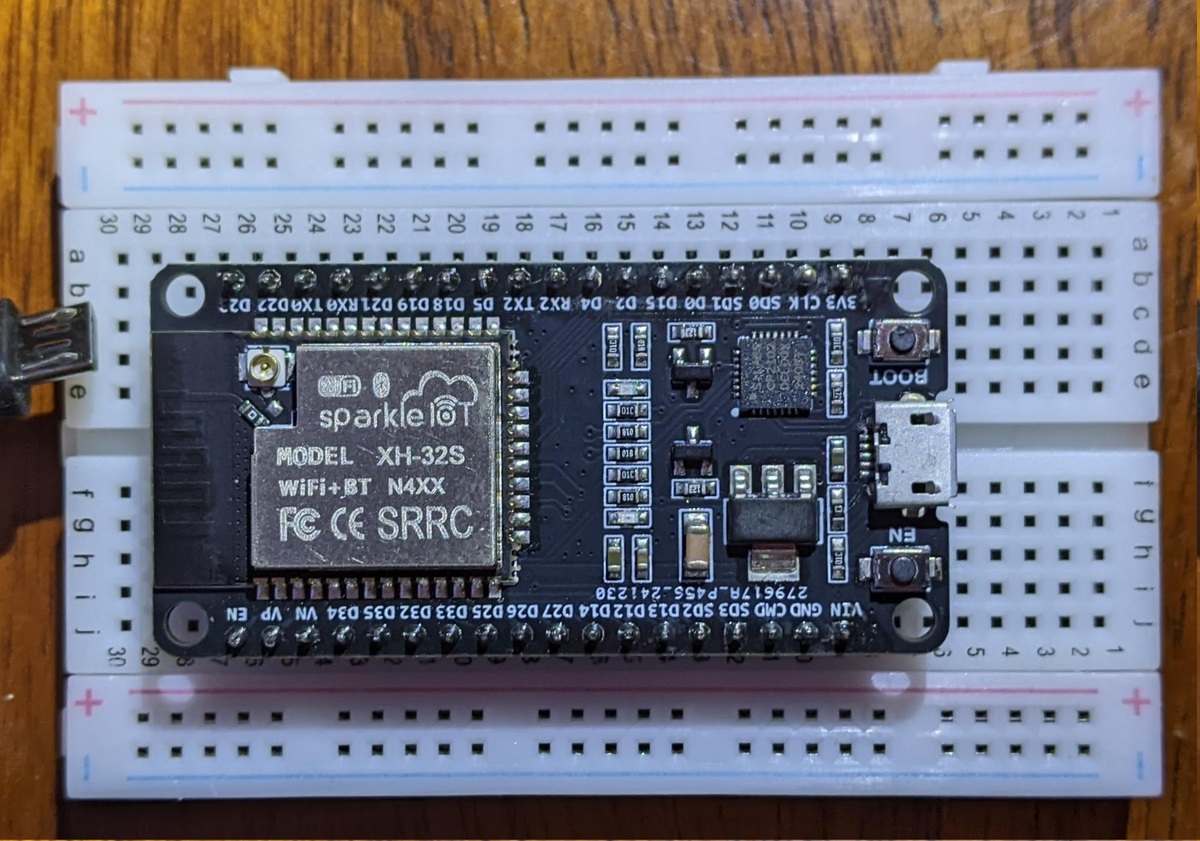 + +
30 29 28 27 26 25 24 23 22 21 20 19 18 17 16 15 14 13 12 11 10 9 8 7 6 5 4 3 2 1
a a
b b
c c
d d
e e
D23 D22 TX0 RX0 D21 D19 D18 D5 TX2 RX2 D4 D2 D15 D0 SD1 SD0 CLK 3V3
BOOT
WiFi
sparkle IoT
MODEL XH-32S
WiFi+BT N4XX
FC CE SRRC
EN
279617A_P45S_241230
EN VP VN D34 D35 D32 D33 D25 D26 D27 D14 D12 D13 SD2 SD3 CMD GND VIN
f f
g g
h h
i i
j j
30 29 5 4 3 2 1
+ +